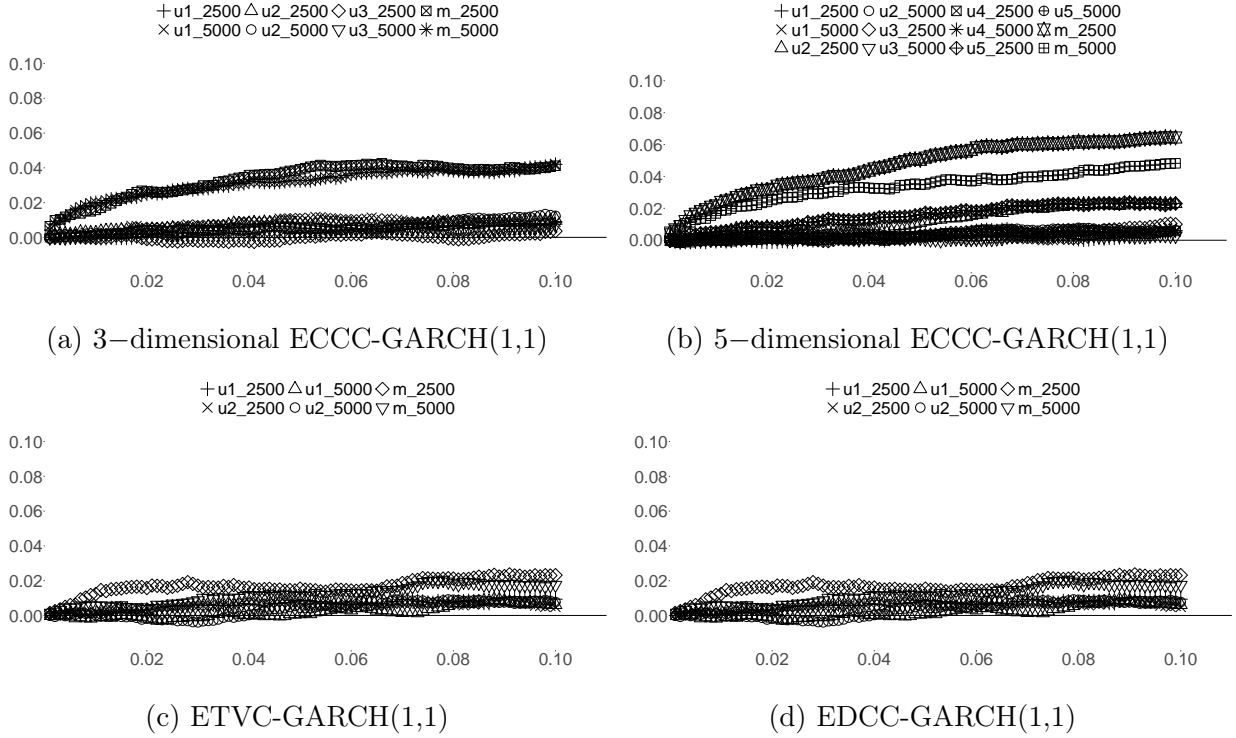 u1_2500 u2_2500 u3_2500 m_2500
u1_5000 u2_5000 u3_5000 m_5000
0.10
0.08
0.06
0.04
0.02
0.00
0.02 0.04 0.06 0.08 0.10
(a) 3−dimensional ECCC-GARCH(1,1)
u1_2500 u2_5000 u4_2500 u5_5000
u1_5000 u3_2500 u4_5000 m_2500
u2_2500 u3_5000 u5_2500 m_5000
0.10
0.08
0.06
0.04
0.02
0.00
0.02 0.04 0.06 0.08 0.10
(b) 5−dimensional ECCC-GARCH(1,1)
u1_2500 u1_5000 m_2500
u2_2500 u2_5000 m_5000
0.10
0.08
0.06
0.04
0.02
0.00
0.02 0.04 0.06 0.08 0.10
(c) ETVC-GARCH(1,1)
u1_2500 u1_5000 m_2500
u2_2500 u2_5000 m_5000
0.10
0.08
0.06
0.04
0.02
0.00
0.02 0.04 0.06 0.08 0.10
(d) EDCC-GARCH(1,1)